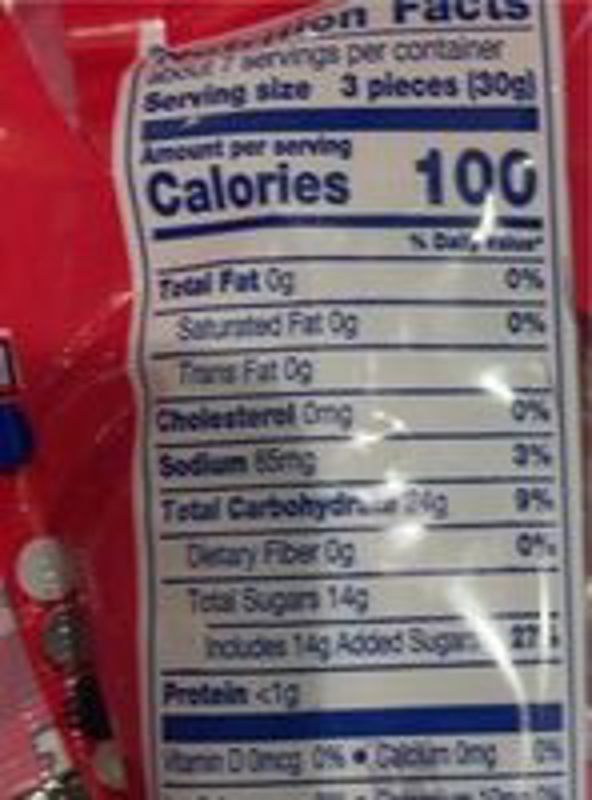 Facts
about 7 servings per container
Serving size 3 pieces (30g)
Amount per serving
Calories 100
% Daily Value*
Total Fat 0g 0%
Saturated Fat 0g 0%
Trans Fat 0g
Cholesterol 0mg 0%
Sodium 65mg 3%
Total Carbohydrate 24g 9%
Dietary Fiber 0g 0%
Total Sugars 14g
Includes 14g Added Sugars 27%
Protein <1g
Vitamin D 0mcg 0% • Calcium 0mg 0%